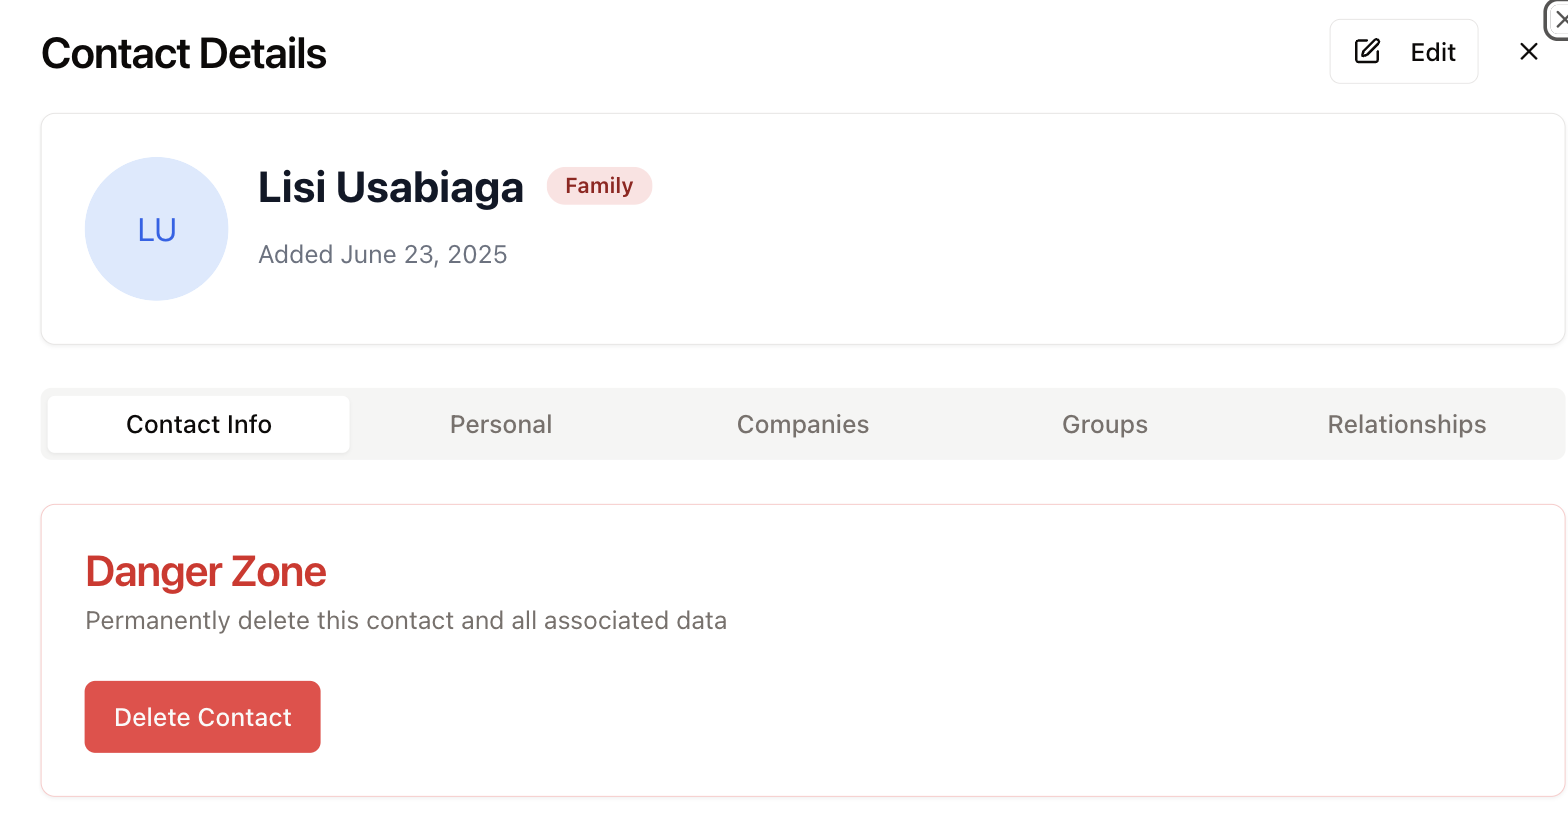 Contact Details
Edit
Lisi Usabiaga
Family
LU
Added June 23, 2025
Contact Info
Personal
Companies
Groups
Relationships
Danger Zone
Permanently delete this contact and all associated data
Delete Contact